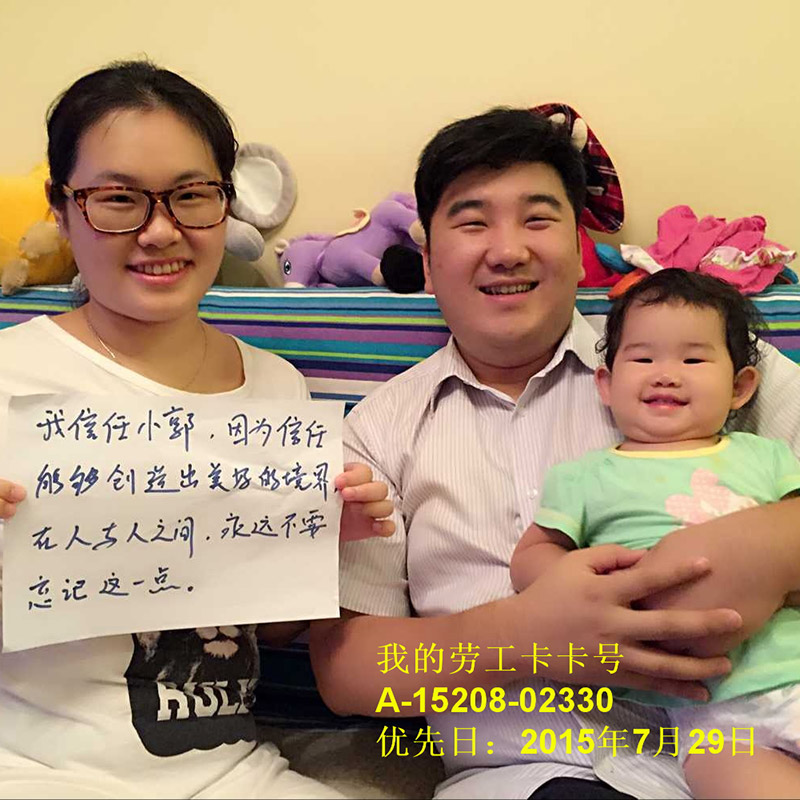 我信任小郭，因为信任
能够创造出美好的境界，
在人与人之间，永远不要
忘记这一点。
我的劳工卡卡号
A-15208-02330
优先日：2015年7月29日